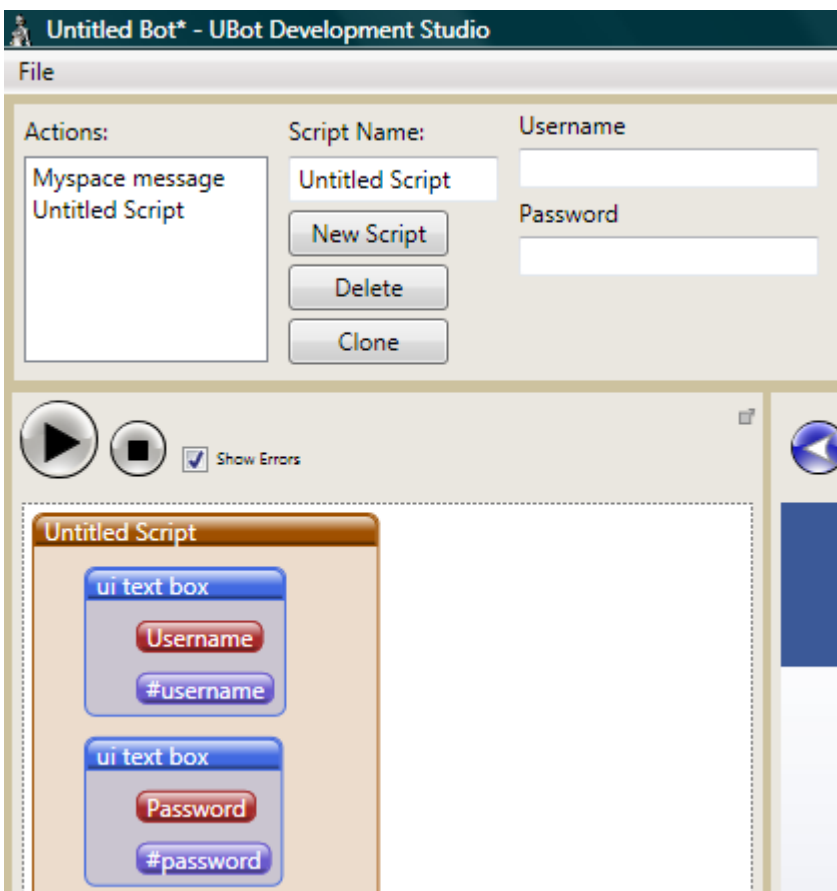 Untitled Bot* - UBot Development Studio
File
Actions:
Myspace message
Untitled Script
Script Name:
Untitled Script
New Script
Delete
Clone
Username
Password
Show Errors
Untitled Script
ui text box
Username
#username
ui text box
Password
#password